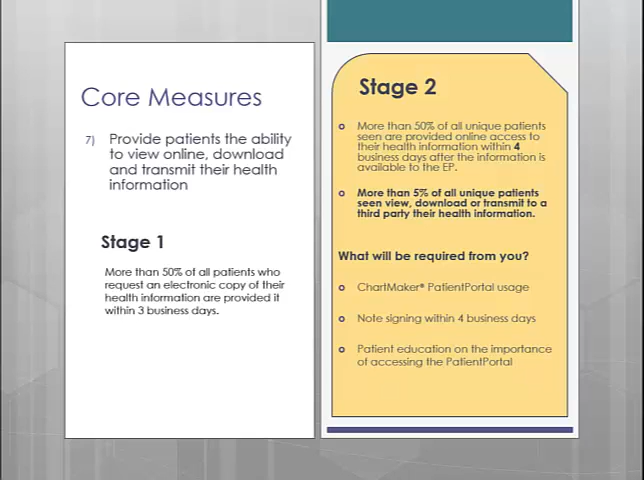 Core Measures
7) Provide patients the ability
to view online, download
and transmit their health
information
Stage 1
More than 50% of all patients who
request an electronic copy of their
health information are provided it
within 3 business days.
Stage 2
More than 50% of all unique patients
seen are provided online access to
their health information within 4
business days after the information is
available to the EP.
More than 5% of all unique patients
seen view, download or transmit to a
third party their health information.
What will be required from you?
ChartMaker® PatientPortal usage
Note signing within 4 business days
Patient education on the importance
of accessing the PatientPortal